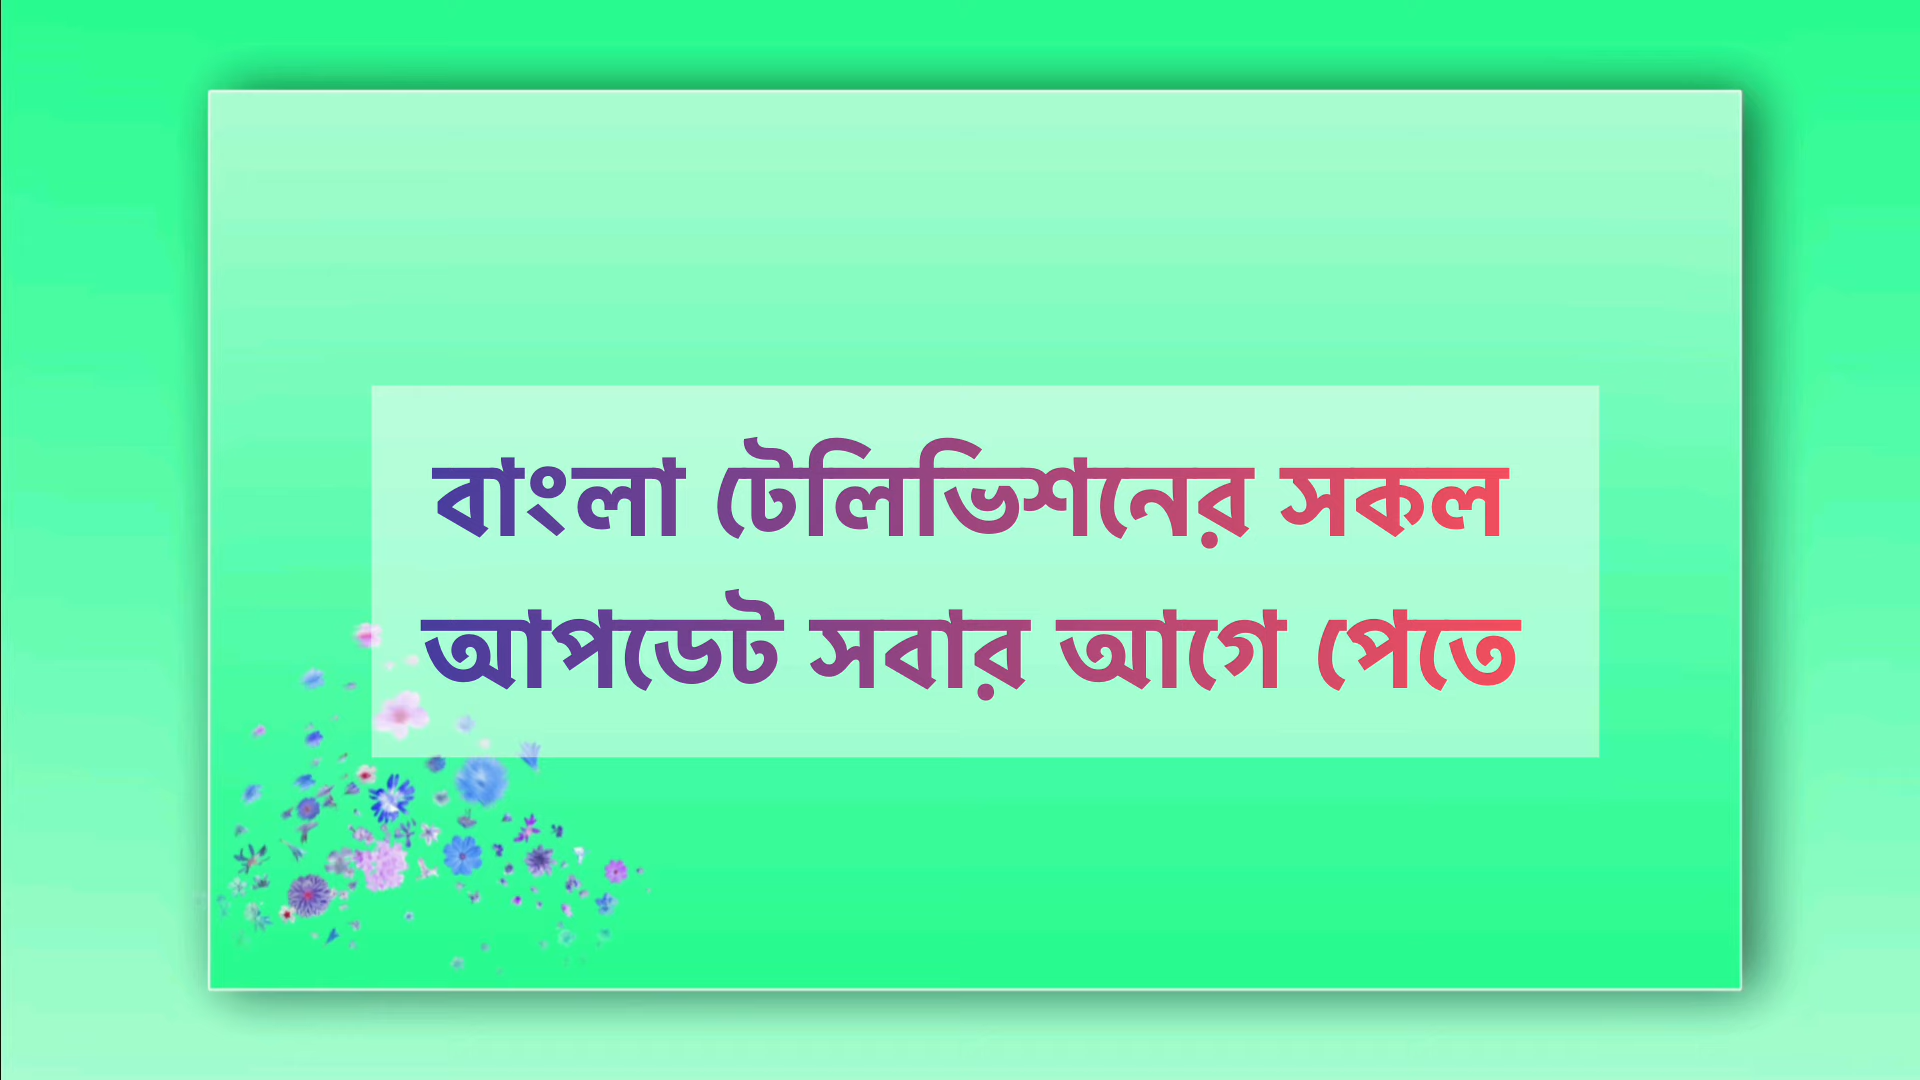 বাংলা টেলিভিশনের সকল
আপডেট সবার আগে পেতে